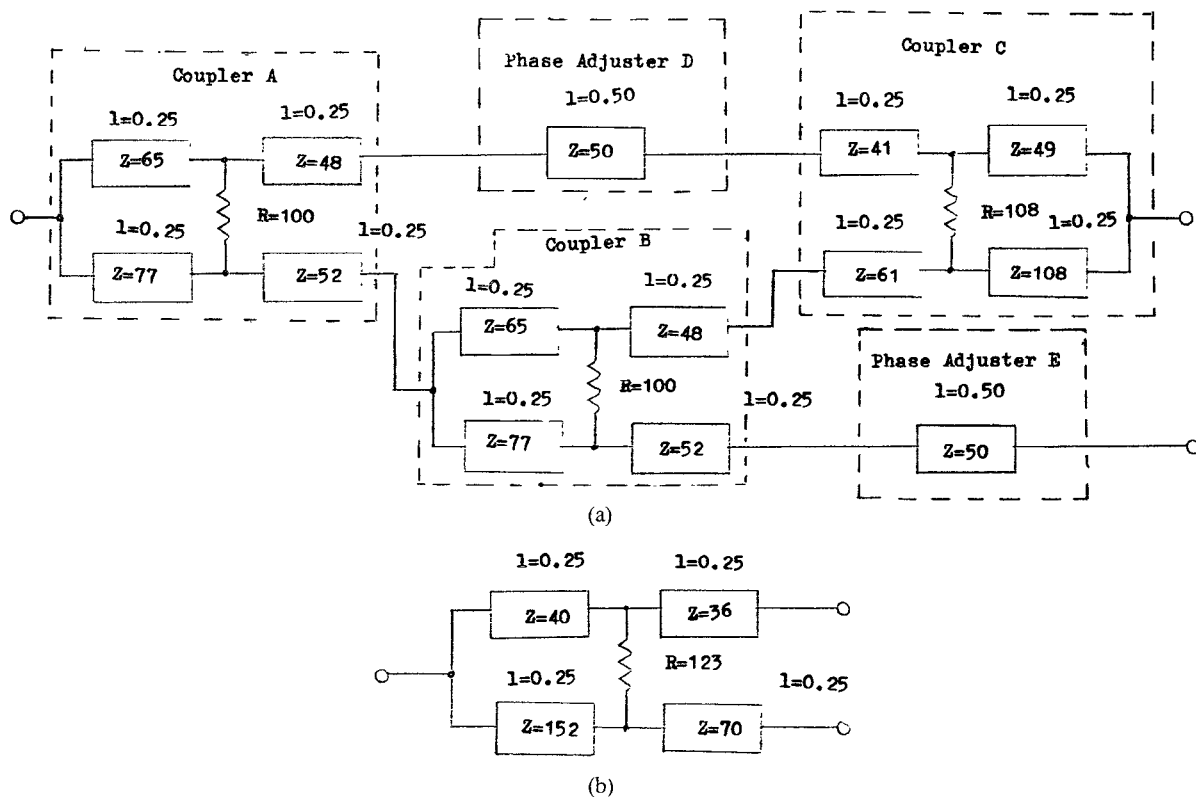 Coupler A
l=0.25
l=0.25
Z=65
Z=48
R=100
l=0.25
l=0.25
Z=77
Z=52
Phase Adjuster D
l=0.50
Z=50
Coupler C
l=0.25
l=0.25
Z=41
Z=49
R=108
l=0.25
l=0.25
Z=61
Z=108
Coupler B
l=0.25
l=0.25
Z=65
Z=48
R=100
l=0.25
l=0.25
Z=77
Z=52
Phase Adjuster E
l=0.50
Z=50
(a)
l=0.25
l=0.25
Z=40
Z=36
R=123
l=0.25
l=0.25
Z=152
Z=70
(b)